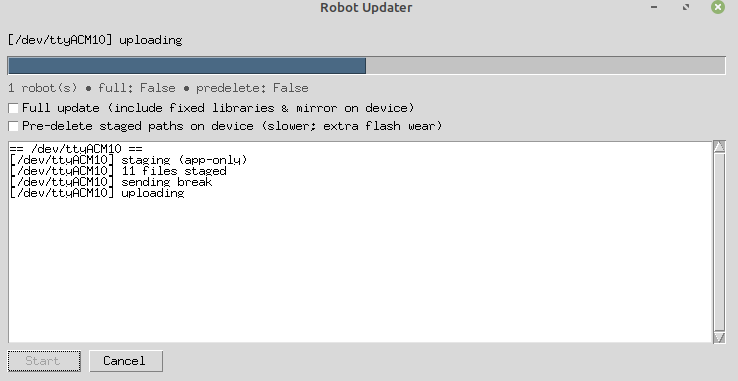 Robot Updater
[/dev/ttyACM10] uploading
1 robot(s) • full: False • predelete: False
Full update (include fixed libraries & mirror on device)
Pre-delete staged paths on device (slower; extra flash wear)
== /dev/ttyACM10 ==
[/dev/ttyACM10] staging (app-only)
[/dev/ttyACM10] 11 files staged
[/dev/ttyACM10] sending break
[/dev/ttyACM10] uploading
Start Cancel